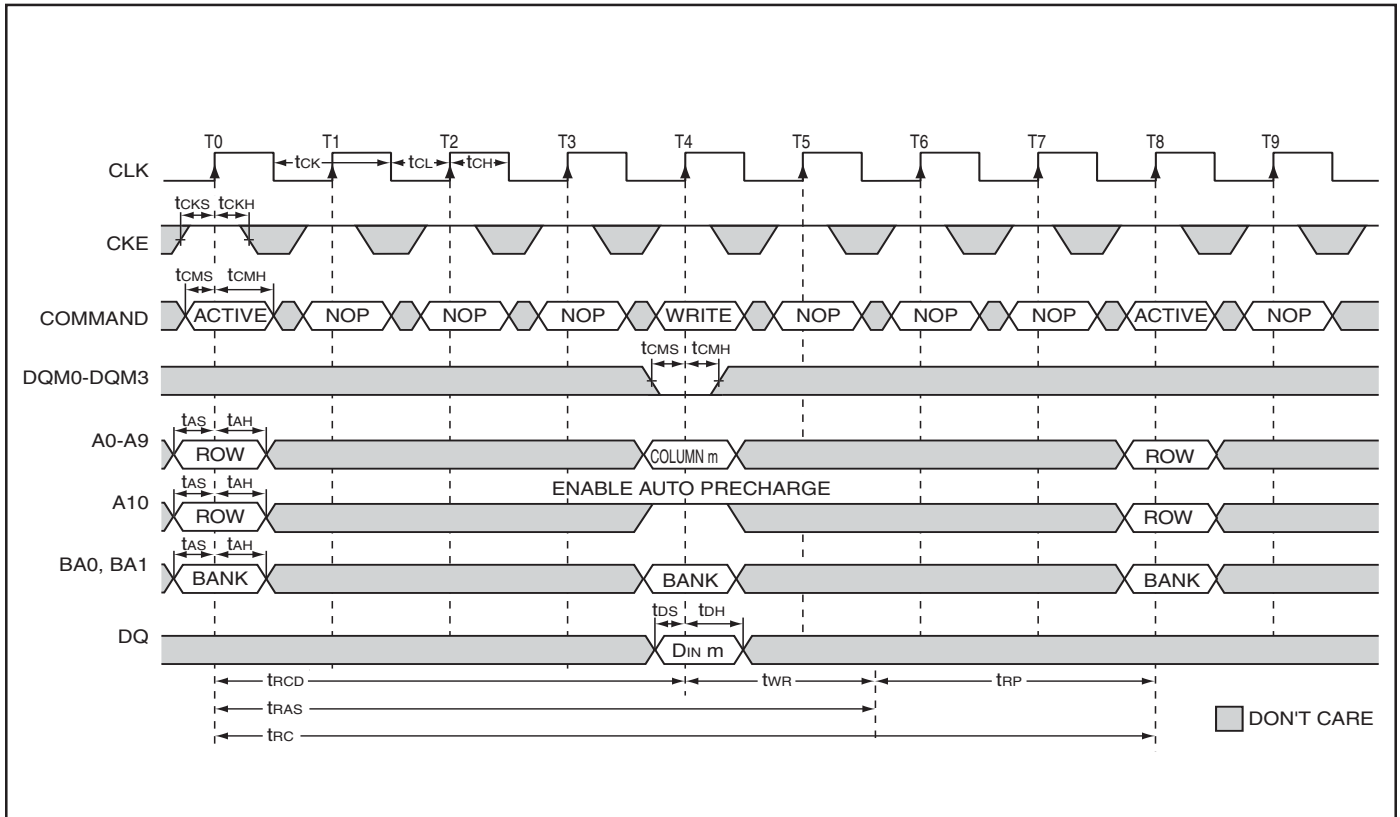 T0 T1 T2 T3 T4 T5 T6 T7 T8 T9
CLK tCK tCL tCH
tCKS tCKH
CKE
tCMS tCMH
COMMAND ACTIVE NOP NOP NOP WRITE NOP NOP NOP ACTIVE NOP
tCMS tCMH
DQM0-DQM3
tAS tAH
A0-A9 ROW COLUMN m ROW
tAS tAH ENABLE AUTO PRECHARGE
A10 ROW ROW
tAS tAH
BA0, BA1 BANK BANK BANK
tDS tDH
DQ DIN m
tRCD tWR tRP
tRAS
tRC
DON'T CARE